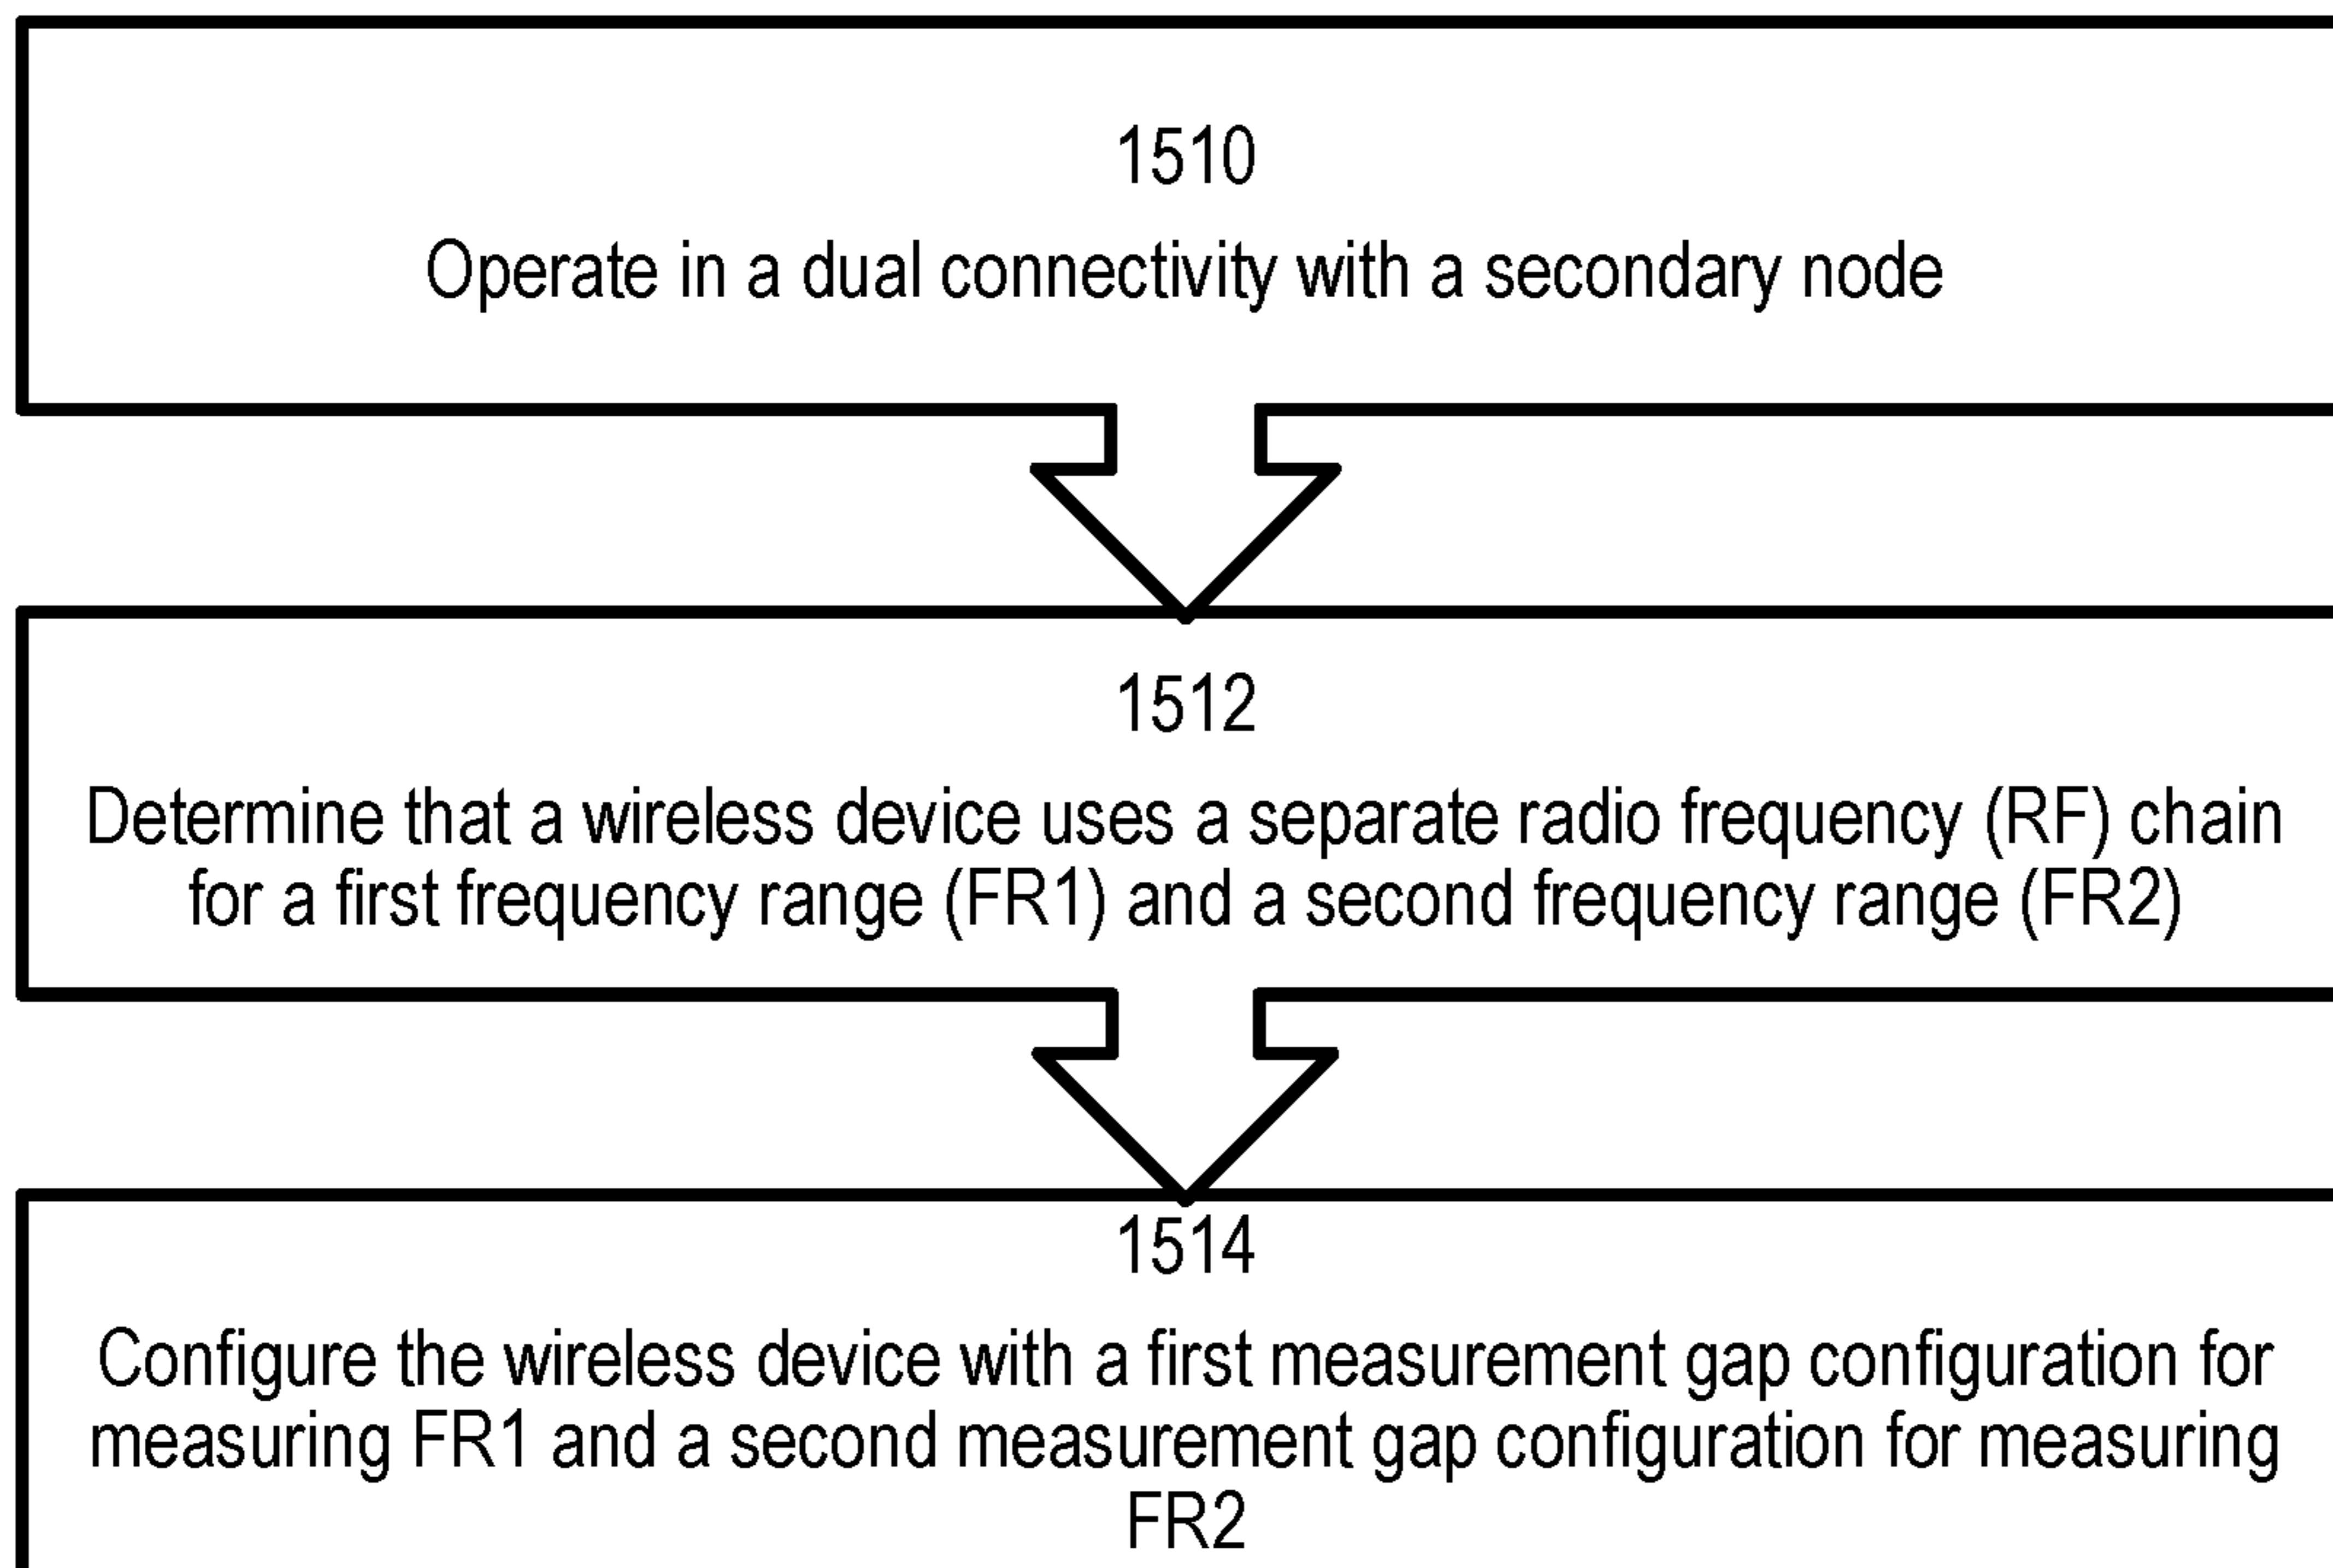 1510
Operate in a dual connectivity with a secondary node
1512
Determine that a wireless device uses a separate radio frequency (RF) chain
for a first frequency range (FR1) and a second frequency range (FR2)
1514
Configure the wireless device with a first measurement gap configuration for
measuring FR1 and a second measurement gap configuration for measuring
FR2